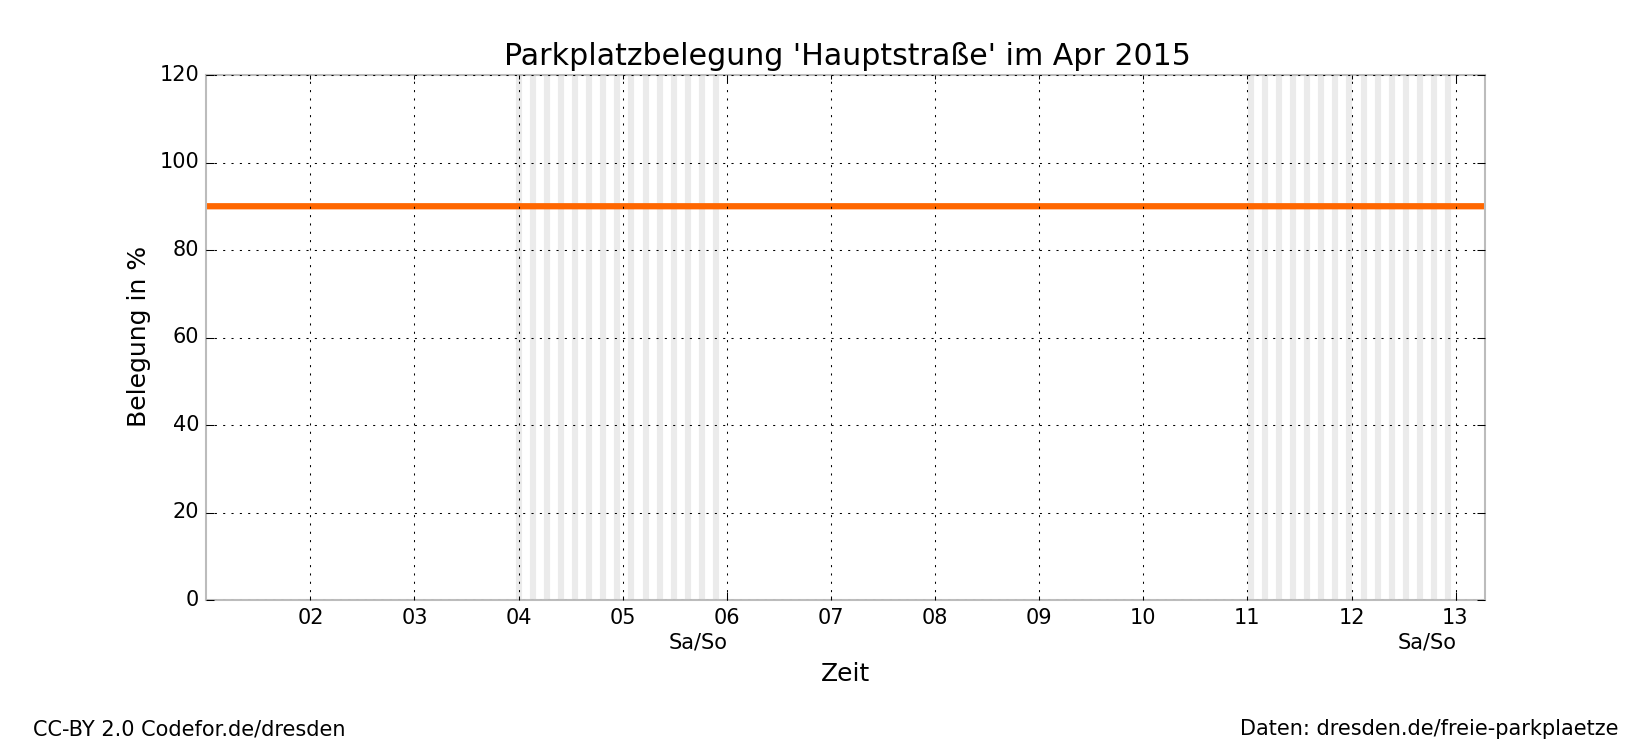 Parkplatzbelegung 'Hauptstraße' im Apr 2015
120
100
80
60
40
20
0
Belegung in %
02 03 04 05 06 07 08 09 10 11 12 13
Sa/So Sa/So
Zeit
CC-BY 2.0 Codefor.de/dresden
Daten: dresden.de/freie-parkplaetze